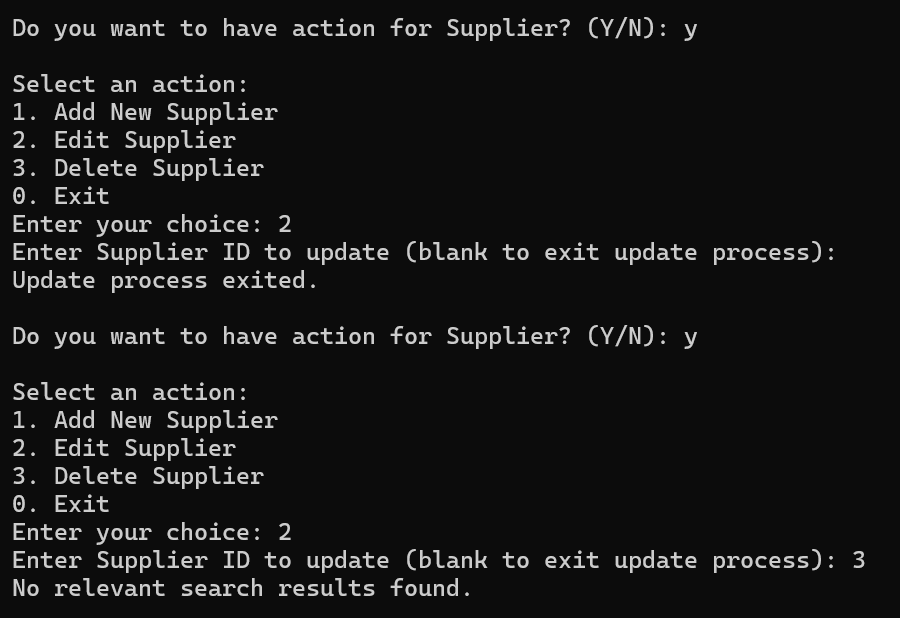 Do you want to have action for Supplier? (Y/N): y
Select an action:
1. Add New Supplier
2. Edit Supplier
3. Delete Supplier
0. Exit
Enter your choice: 2
Enter Supplier ID to update (blank to exit update process):
Update process exited.
Do you want to have action for Supplier? (Y/N): y
Select an action:
1. Add New Supplier
2. Edit Supplier
3. Delete Supplier
0. Exit
Enter your choice: 2
Enter Supplier ID to update (blank to exit update process): 3
No relevant search results found.